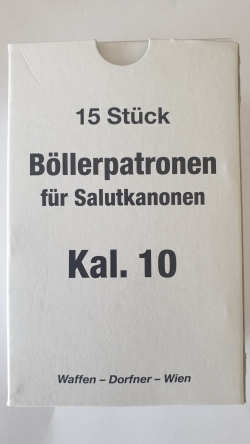 15 Stück
Böllerpatronen
für Salutkanonen
Kal. 10
Waffen – Dorfner – Wien